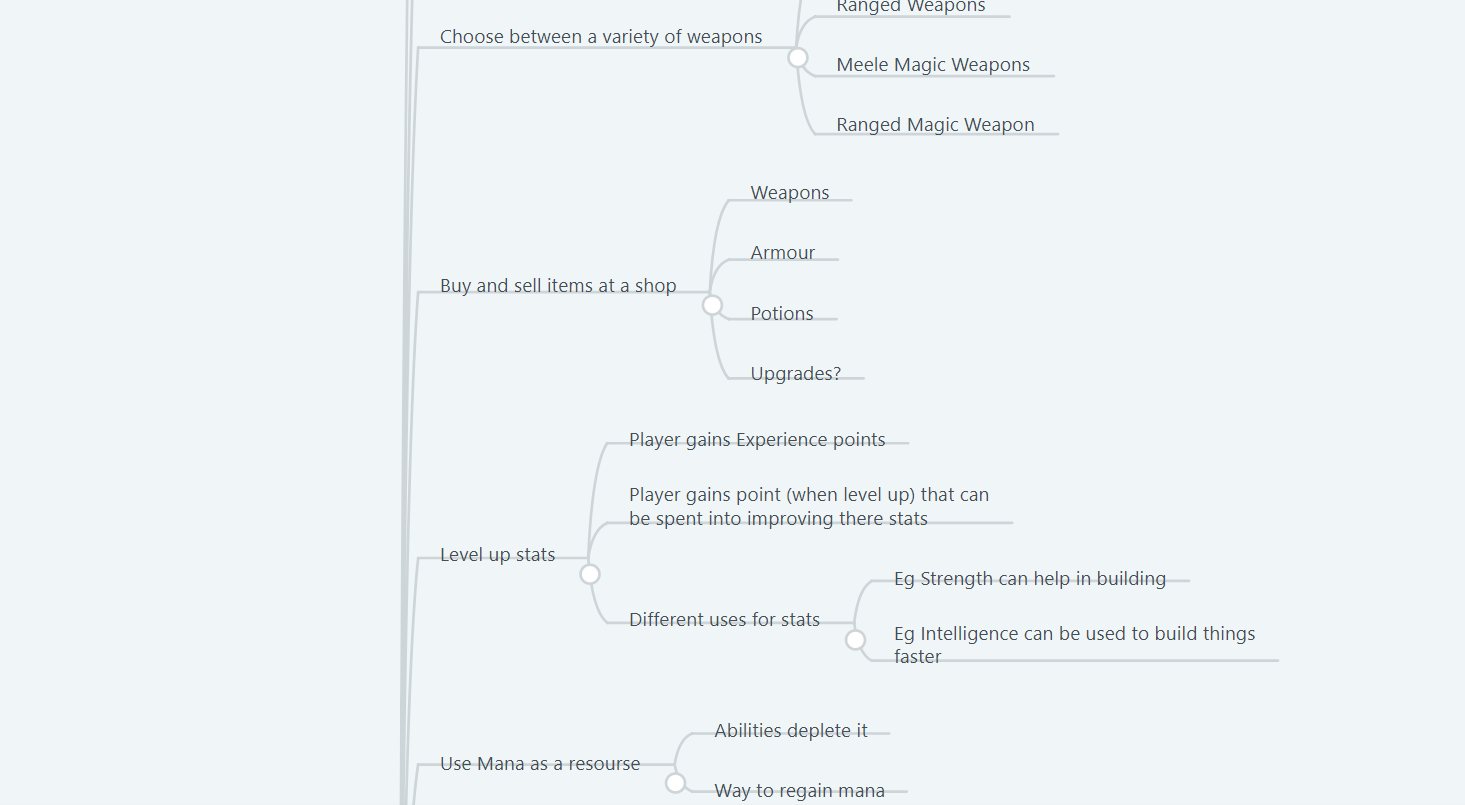 Ranged Weapons
Choose between a variety of weapons
Meele Magic Weapons
Ranged Magic Weapon
Weapons
Armour
Buy and sell items at a shop
Potions
Upgrades?
Player gains Experience points
Player gains point (when level up) that can
be spent into improving there stats
Level up stats
Different uses for stats
Eg Strength can help in building
Eg Intelligence can be used to build things
faster
Abilities deplete it
Use Mana as a resourse
Way to regain mana